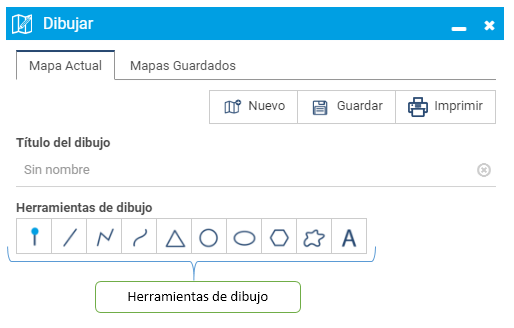 Dibujar
Mapa Actual Mapas Guardados
Nuevo Guardar Imprimir
Título del dibujo
Sin nombre
Herramientas de dibujo
A
Herramientas de dibujo